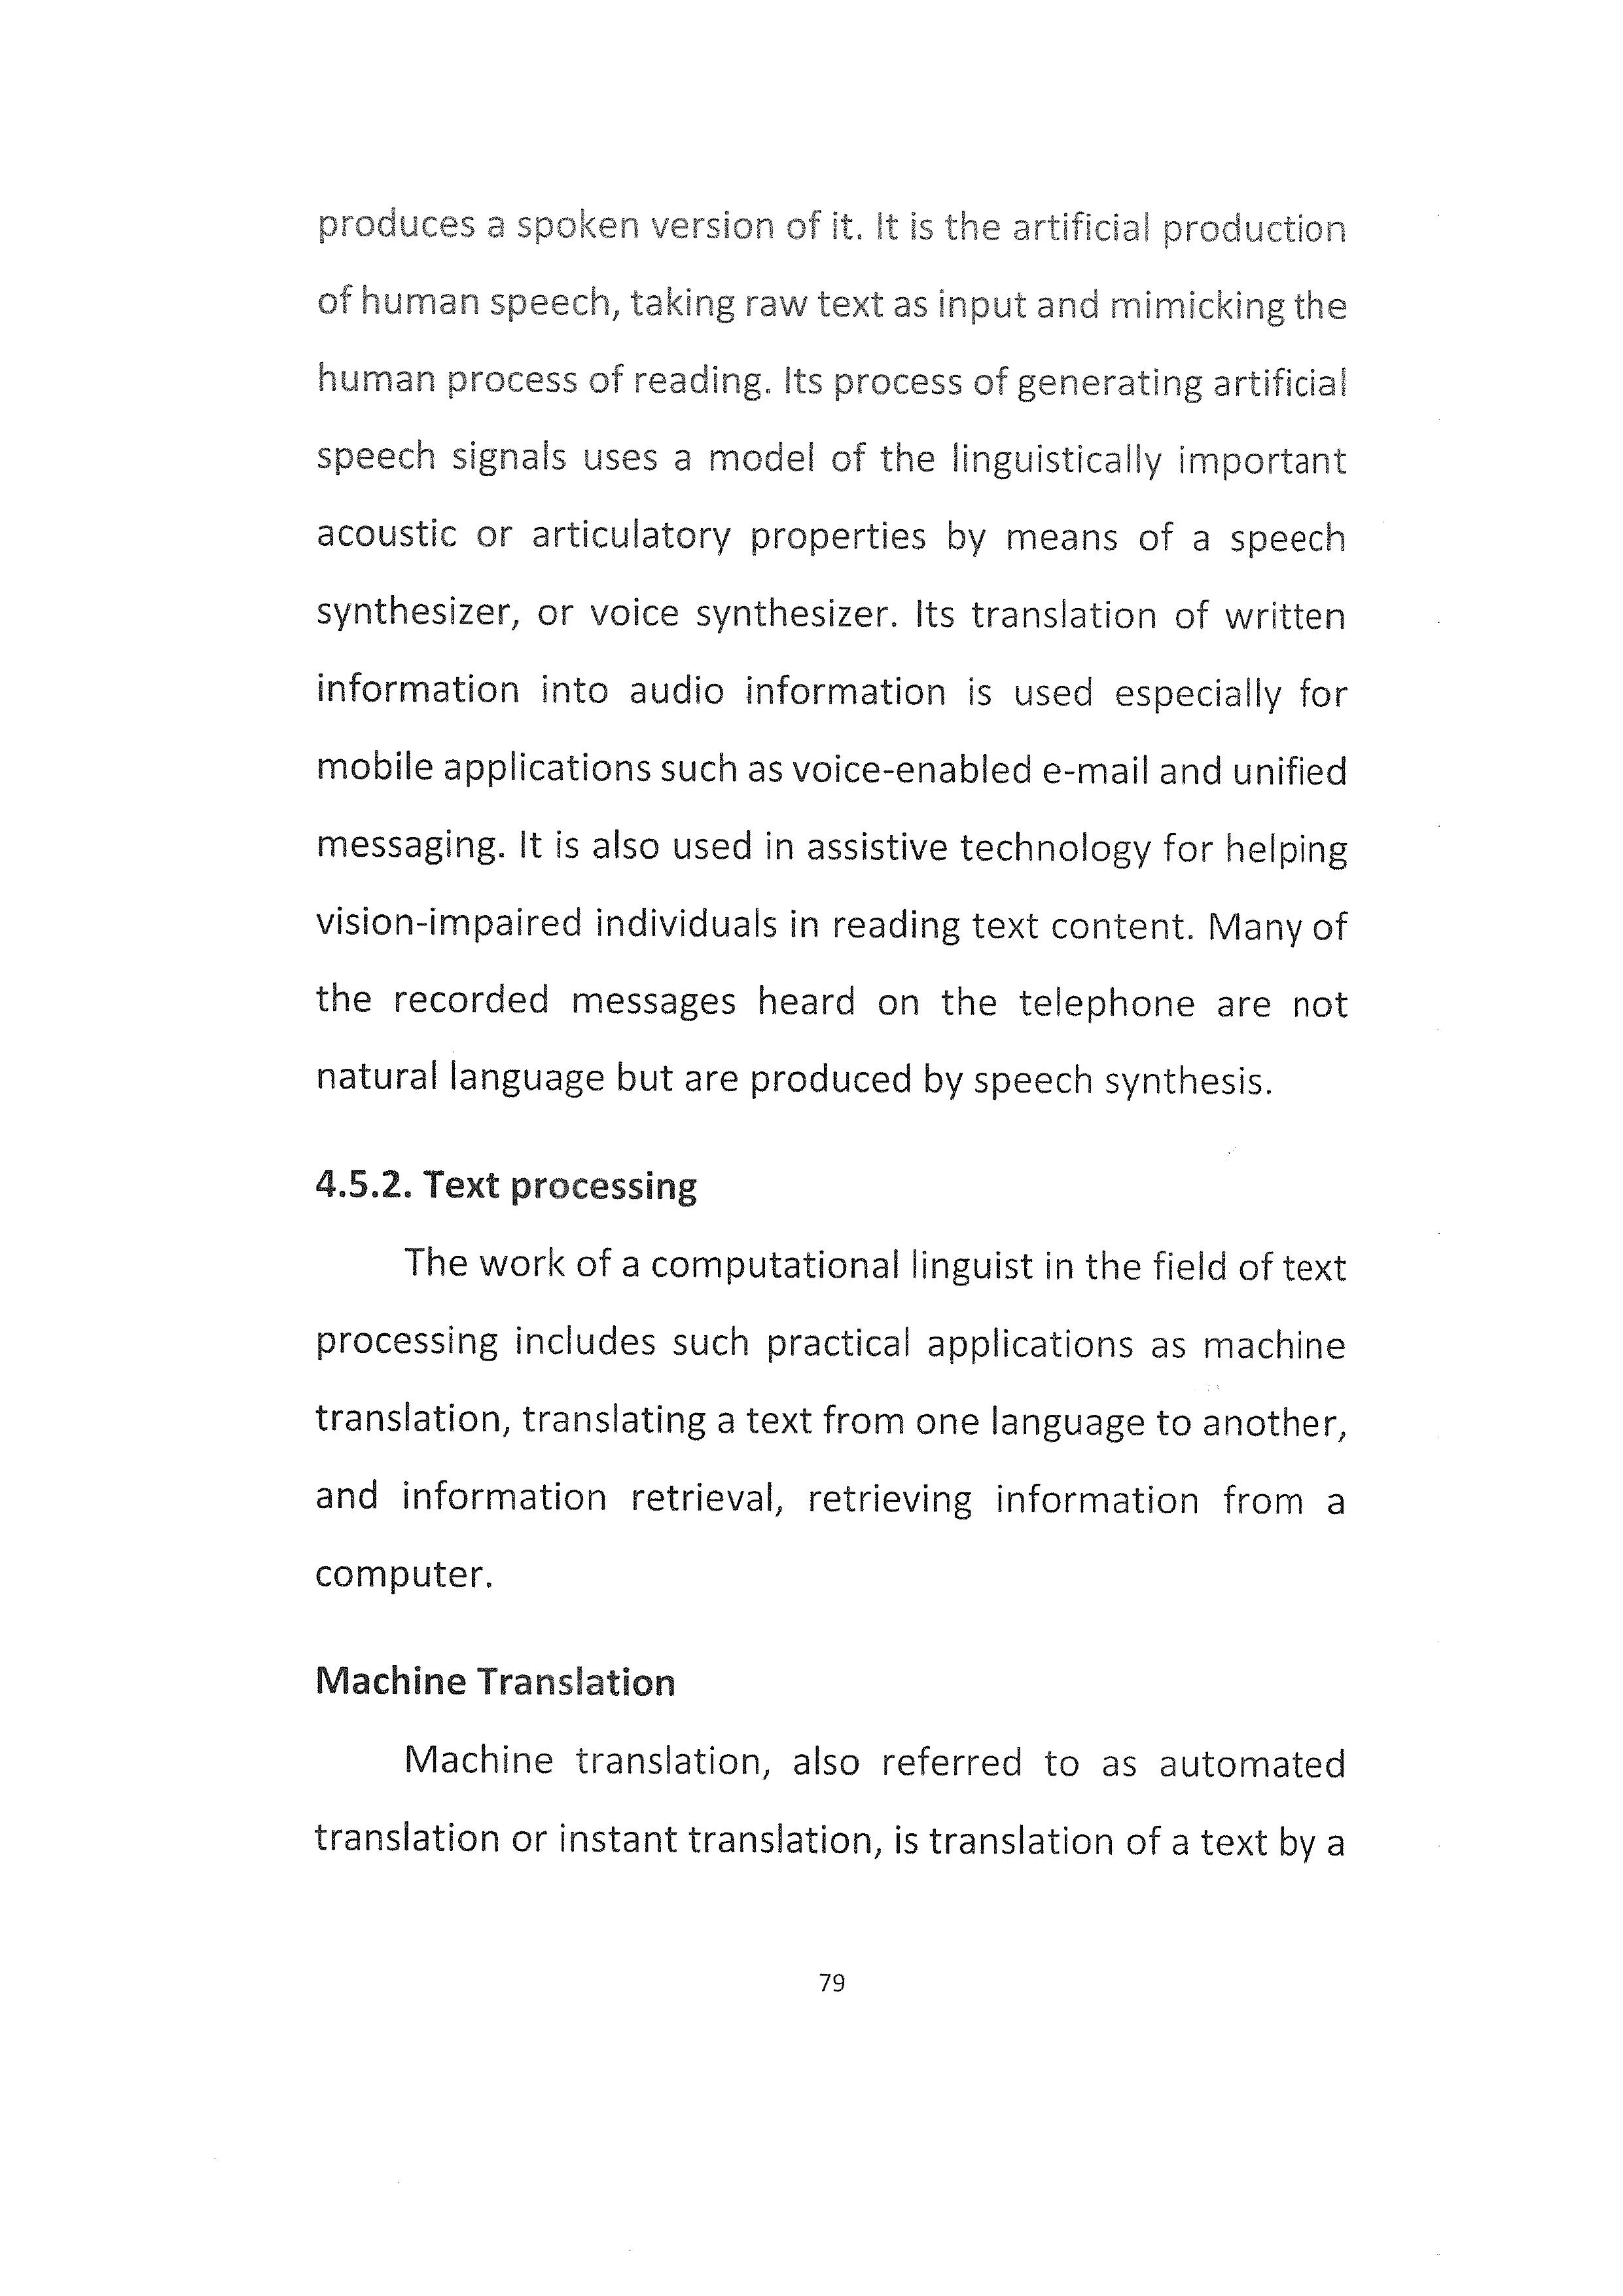 produces a spoken version of it. It is the artificial production
of human speech, taking raw text as input and mimicking the
human process of reading. Its process of generating artificial
speech signals uses a model of the linguistically important
acoustic or articulatory properties by means of a speech
synthesizer, or voice synthesizer. Its translation of written
information into audio information is used especially for
mobile applications such as voice-enabled e-mail and unified
messaging. It is also used in assistive technology for helping
vision-impaired individuals in reading text content. Many of
the recorded messages heard on the telephone are not
natural language but are produced by speech synthesis.
4.5.2. Text processing
The work of a computational linguist in the field of text
processing includes such practical applications as machine
translation, translating a text from one language to another,
and information retrieval, retrieving information from a
computer.
Machine Translation
Machine translation, also referred to as automated
translation or instant translation, is translation of a text by a
79